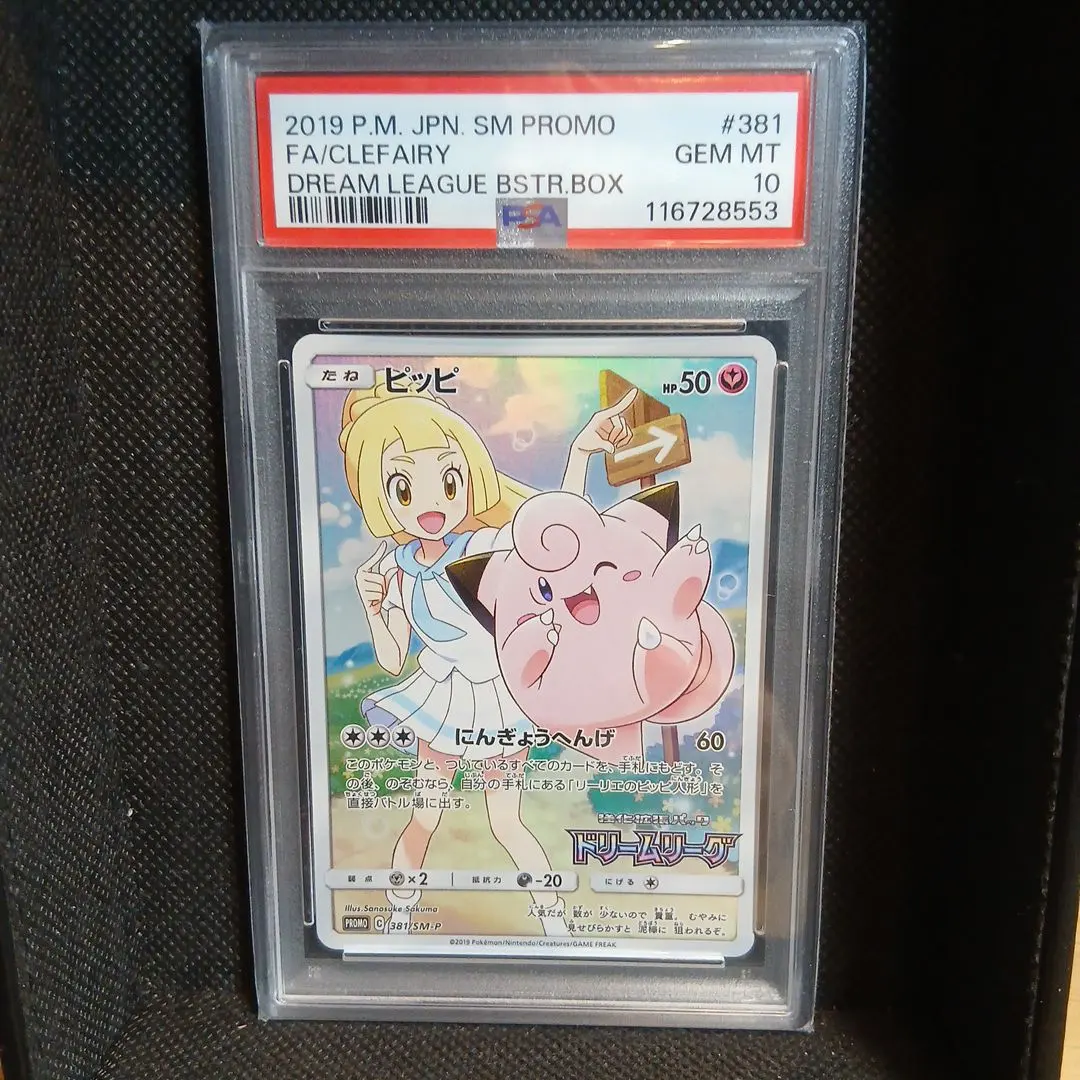 2019 P.M. JPN. SM PROMO #381
FA/CLEFAIRY GEM MT
DREAM LEAGUE BSTR.BOX 10
PSA 116728553
たね ピッピ HP50
にんぎょうへんげ 60
このポケモンと、ついているすべてのカードを、手札にもどす。そ
の後、のぞむなら、自分の手札にある「リーリエのピッピ人形」を
直接バトル場に出す。
強化拡張パック
ドリームリーグ
弱点 ×2 抵抗力 -20 にげる
Illus.Sanosuke Sakuma
人気だが 数が 少ないので 貴重。 むやみに
見せびらかすと 泥棒に 狙われるぞ。
PROMO C 381/SM-P
©2019 Pokémon/Nintendo/Creatures/GAME FREAK